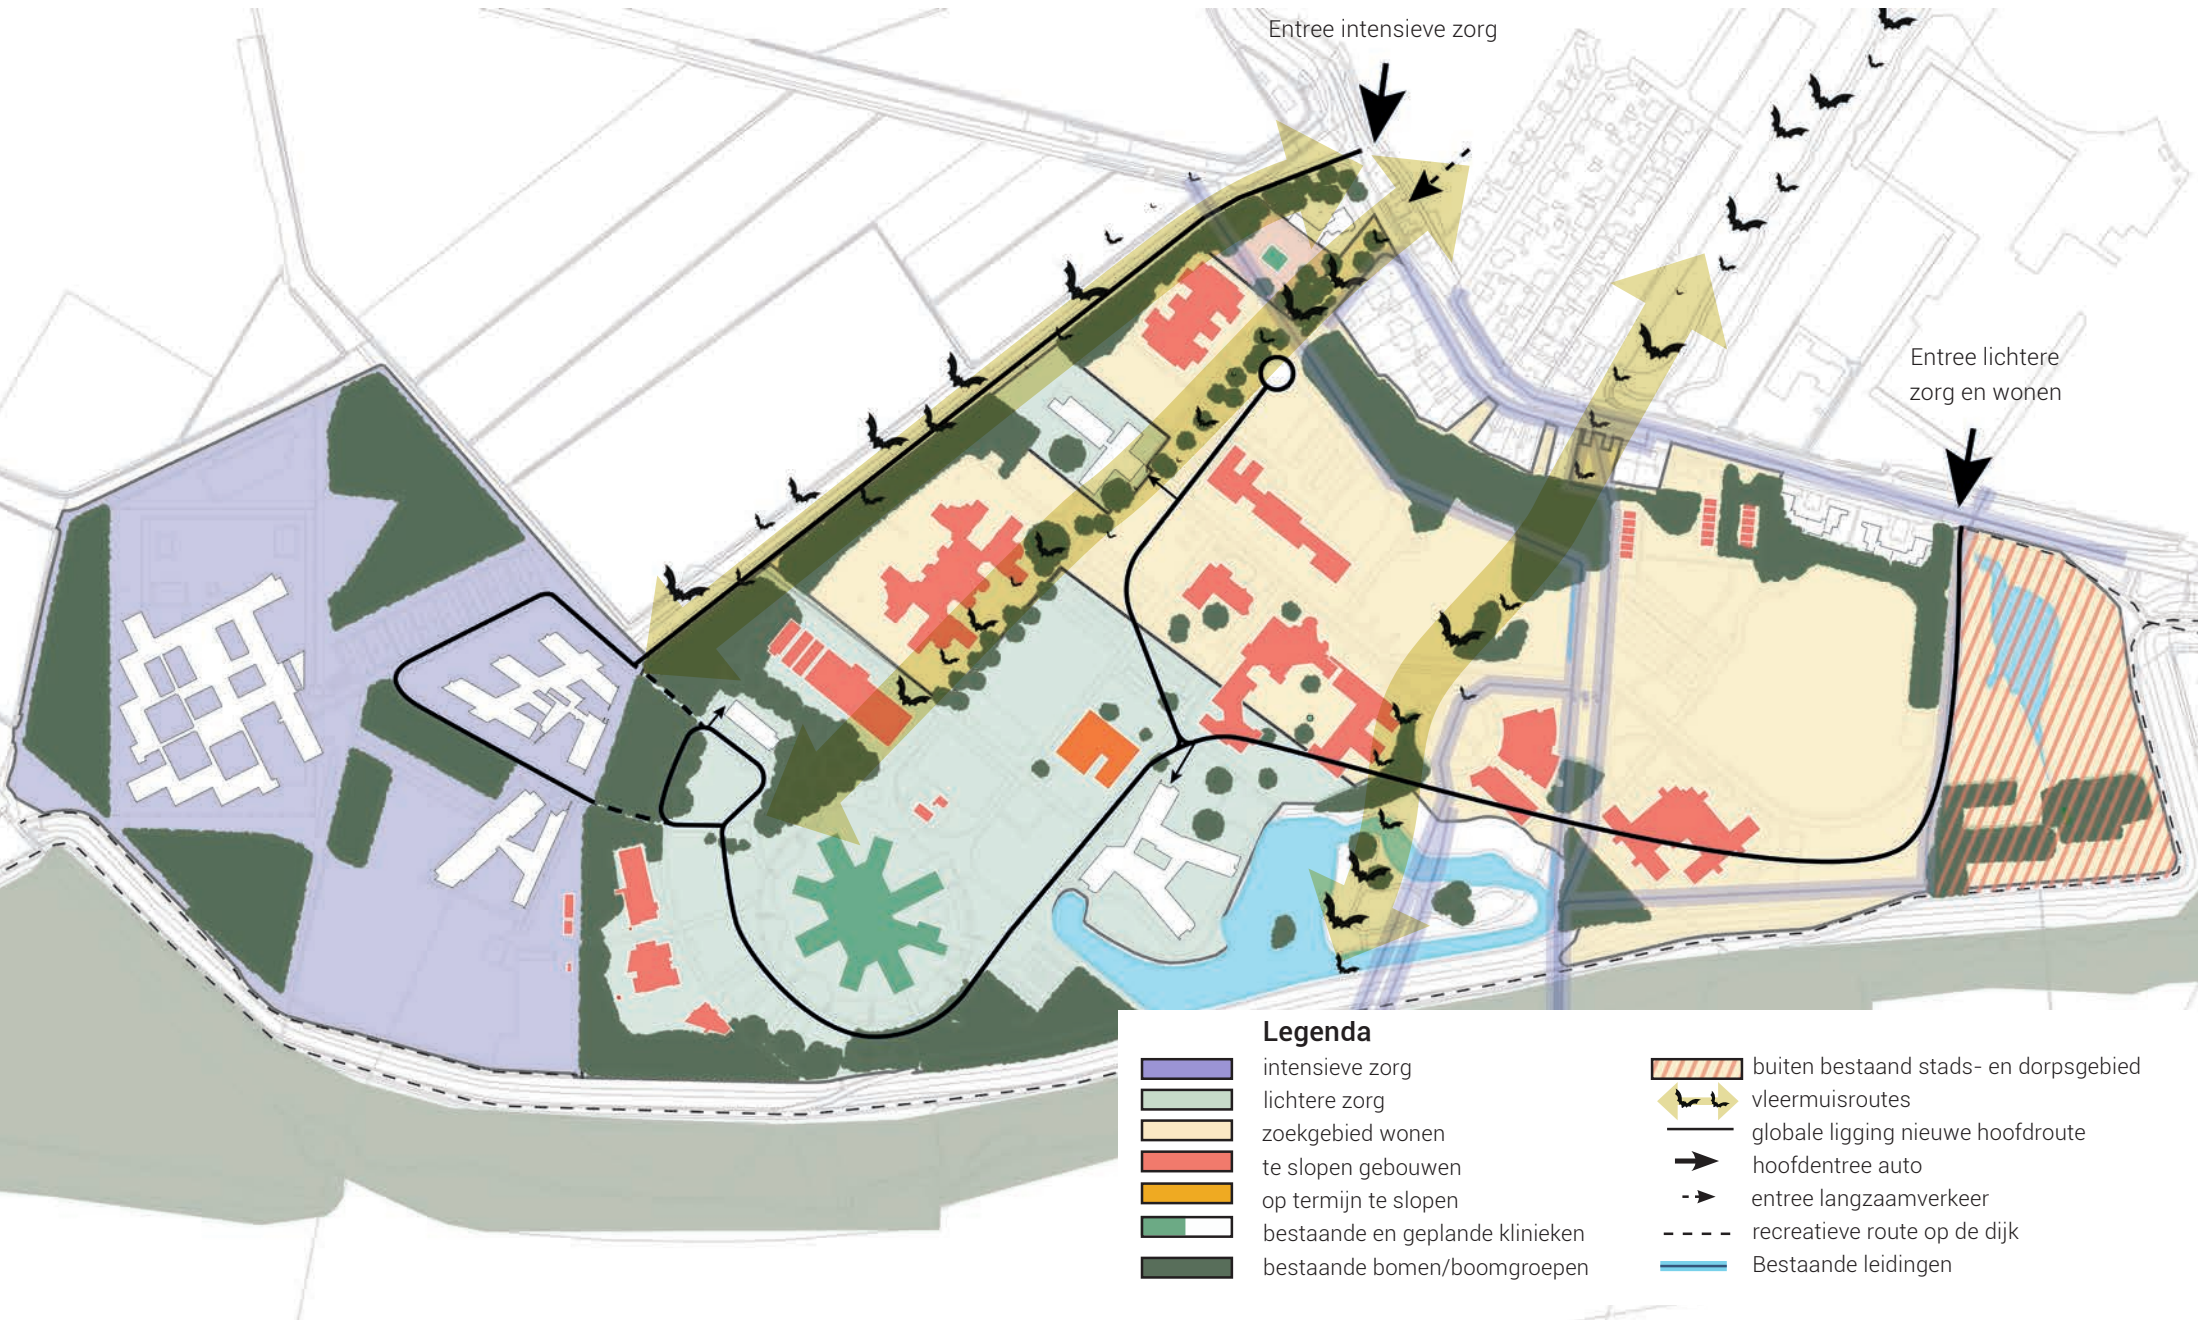 Entree intensieve zorg
Entree lichtere
zorg en wonen
Legenda
intensieve zorg
lichtere zorg
zoekgebied wonen
te slopen gebouwen
op termijn te slopen
bestaande en geplande klinieken
bestaande bomen/boomgroepen
buiten bestaand stads- en dorpsgebied
vleermuisroutes
globale ligging nieuwe hoofdroute
hoofdentree auto
entree langzaamverkeer
recreatieve route op de dijk
Bestaande leidingen